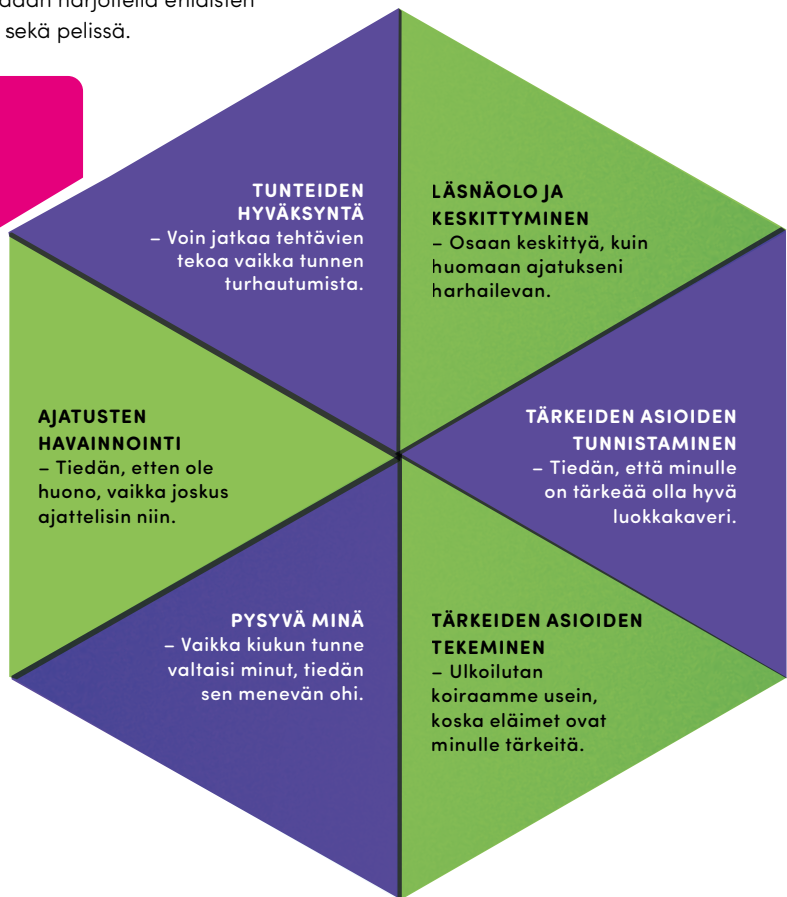 sekä pelissä.
TUNTEIDEN
HYVÄKSYNTÄ
– Voin jatkaa tehtävien
tekoa vaikka tunnen
turhautumista.
LÄSNÄOLO JA
KESKITTYMINEN
– Osaan keskittyä, kuin
huomaan ajatukseni
harhailevan.
AJATUSTEN
HAVAINNOINTI
– Tiedän, etten ole
huono, vaikka joskus
ajattelisin niin.
TÄRKEIDEN ASIOIDEN
TUNNISTAMINEN
– Tiedän, että minulle
on tärkeää olla hyvä
luokkakaveri.
PYSYVÄ MINÄ
– Vaikka kiukun tunne
valtaisi minut, tiedän
sen menevän ohi.
TÄRKEIDEN ASIOIDEN
TEKEMINEN
– Ulkoilutan
koiraamme usein,
koska eläimet ovat
minulle tärkeitä.